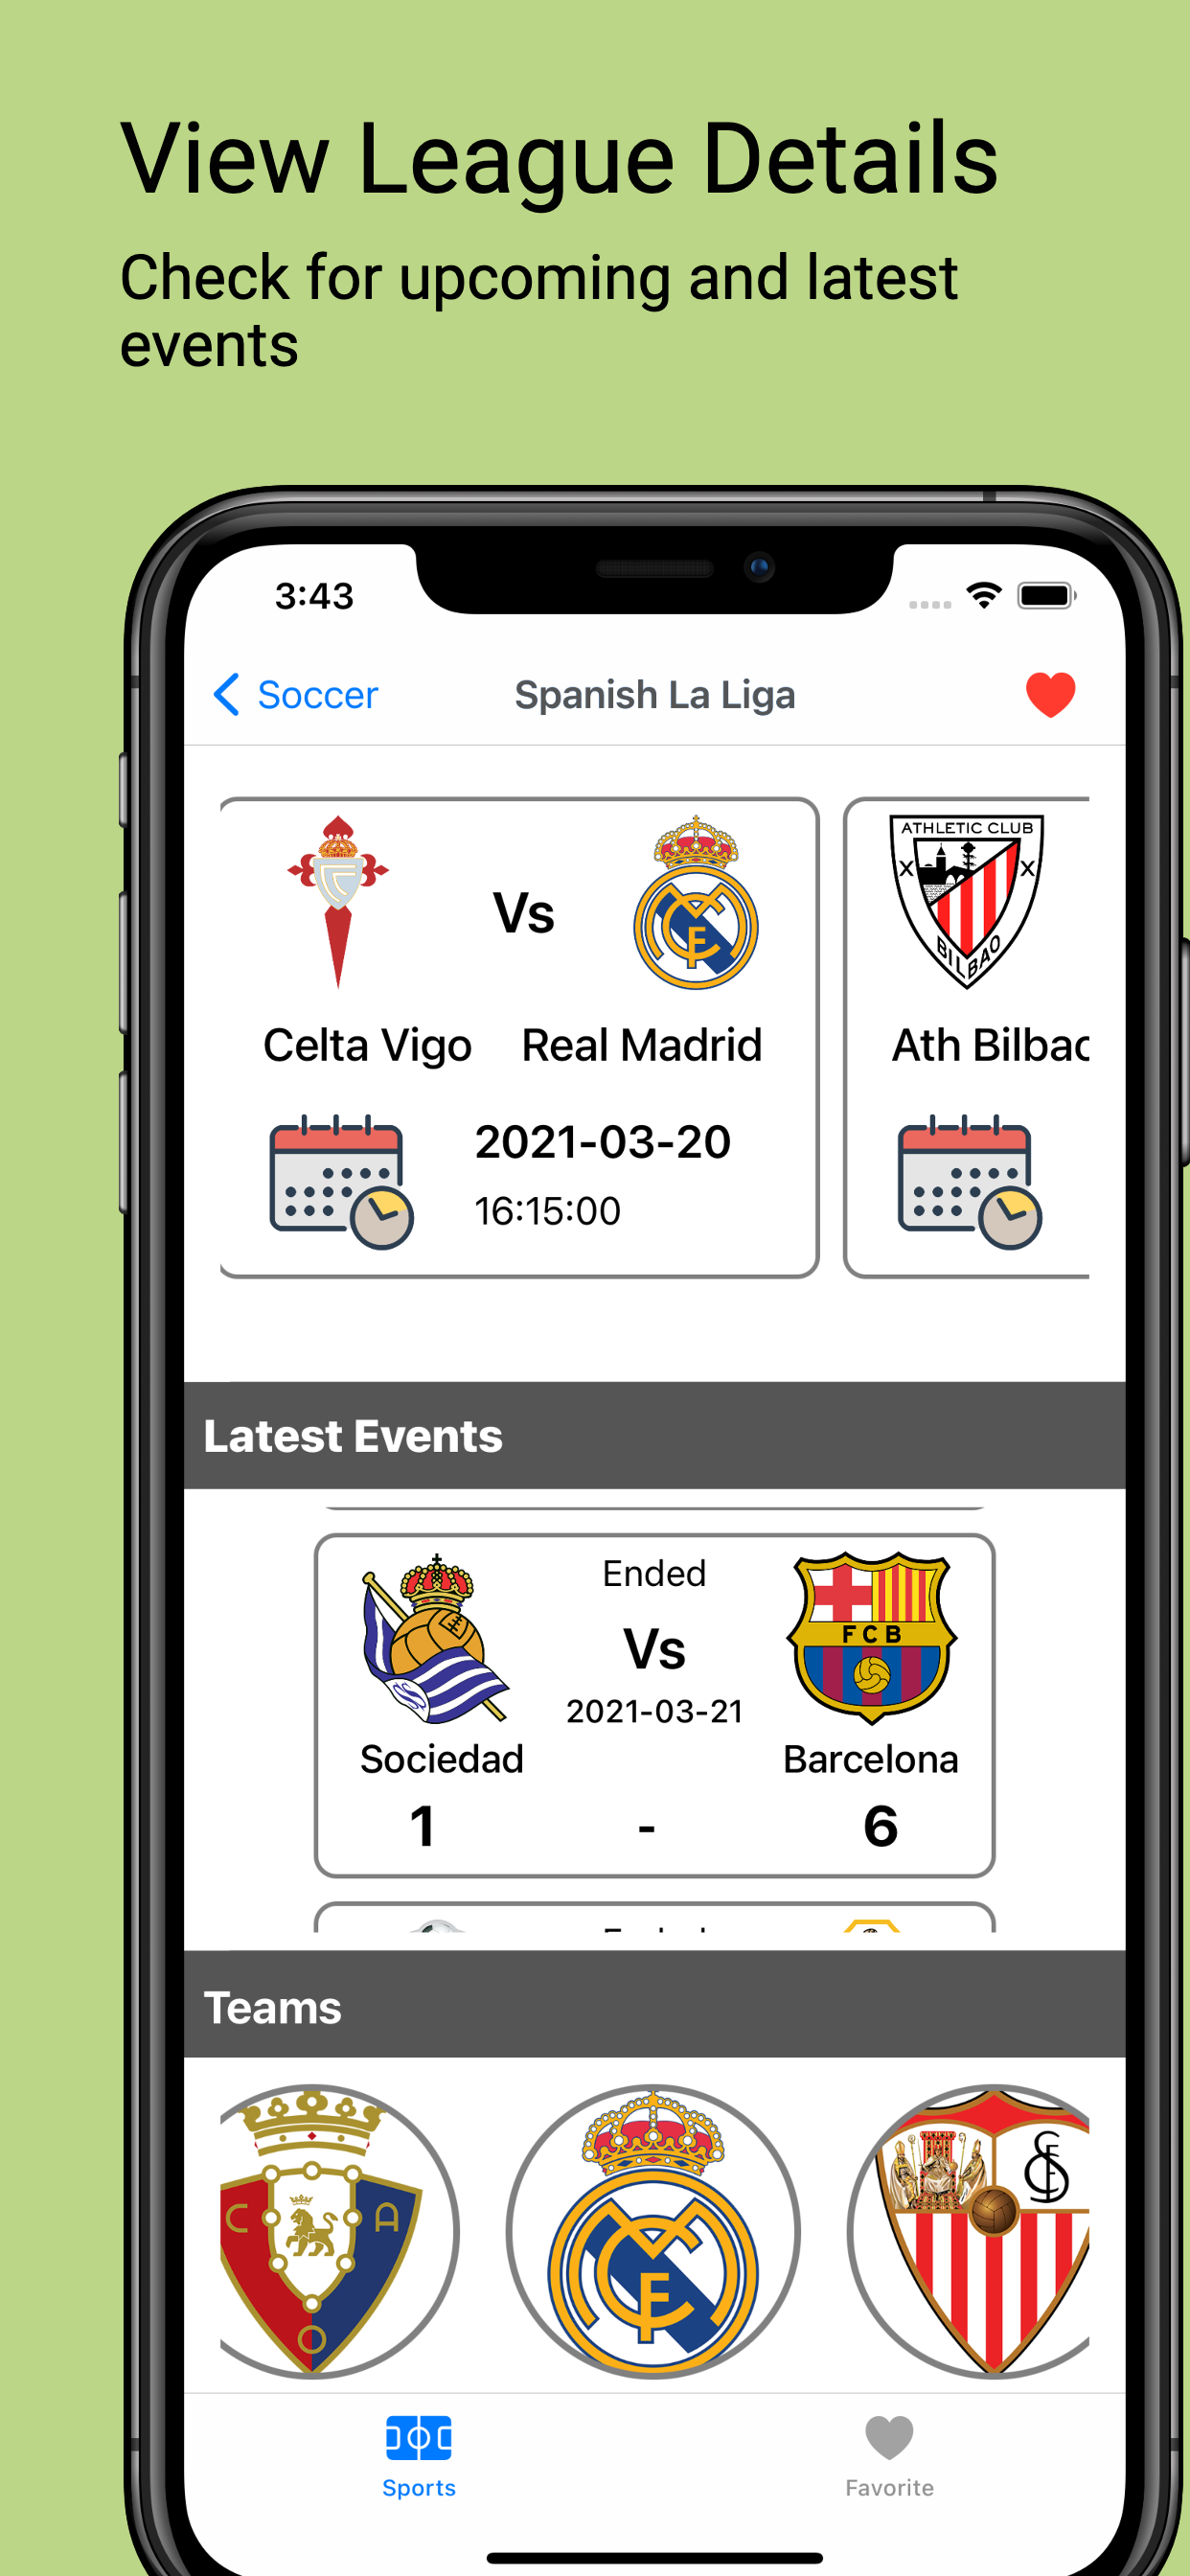 View League Details
Check for upcoming and latest
events
3:43
Soccer
Spanish La Liga
Vs
ATHLETIC CLUB
BILBAO
Celta Vigo
Real Madrid
Ath Bilbao
2021-03-20
16:15:00
Latest Events
Ended
Vs
FCB
2021-03-21
Sociedad
Barcelona
1
-
6
Teams
C A
O
Sports
Favorite